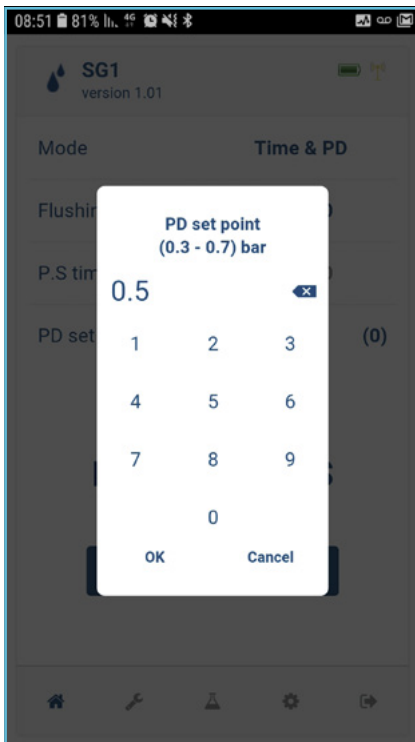 08:51 81% 4G
SG1
version 1.01
Mode Time & PD
Flushin
P.S tim
PD set (0)
PD set point
(0.3 - 0.7) bar
0.5
1 2 3
4 5 6
7 8 9
0
OK Cancel